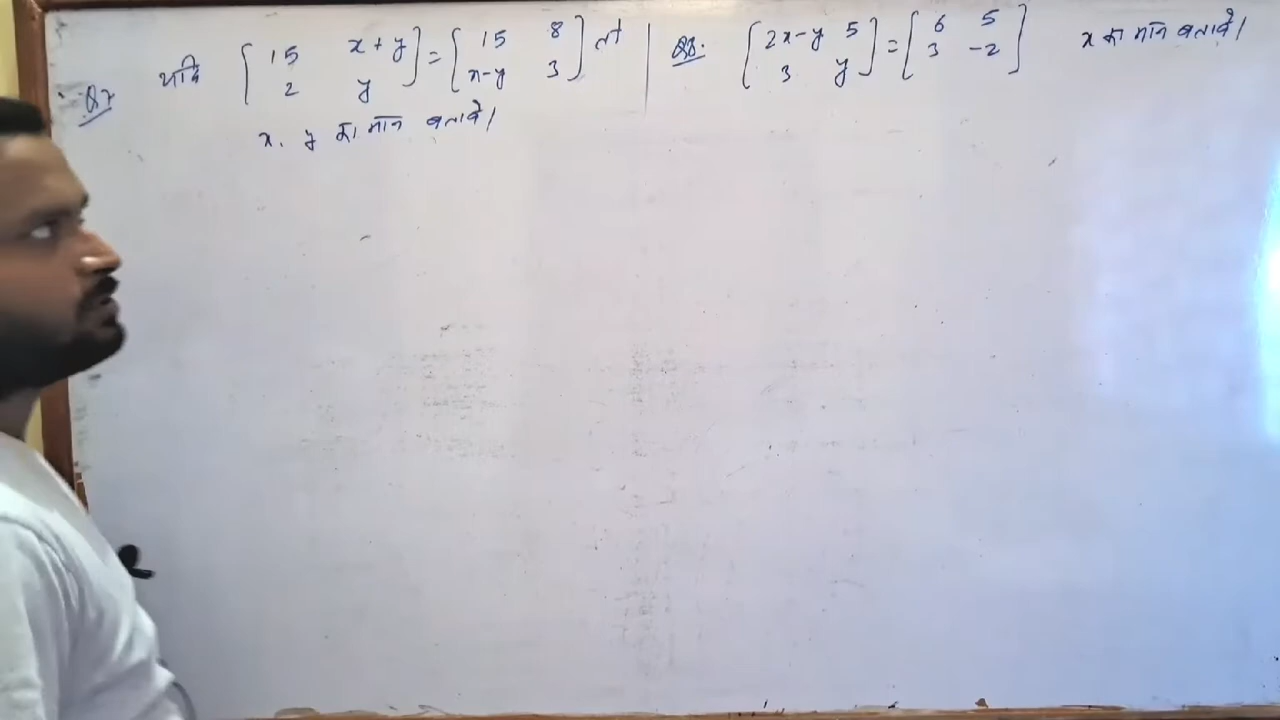 Q7 यदि [15 x+y] = [15 8] तो
[2 y] [x-y 3]
x, y का मान बतावें।
Q8. [2x-y 5] = [6 5] x का मान बतावें।
[3 y] [3 -2]